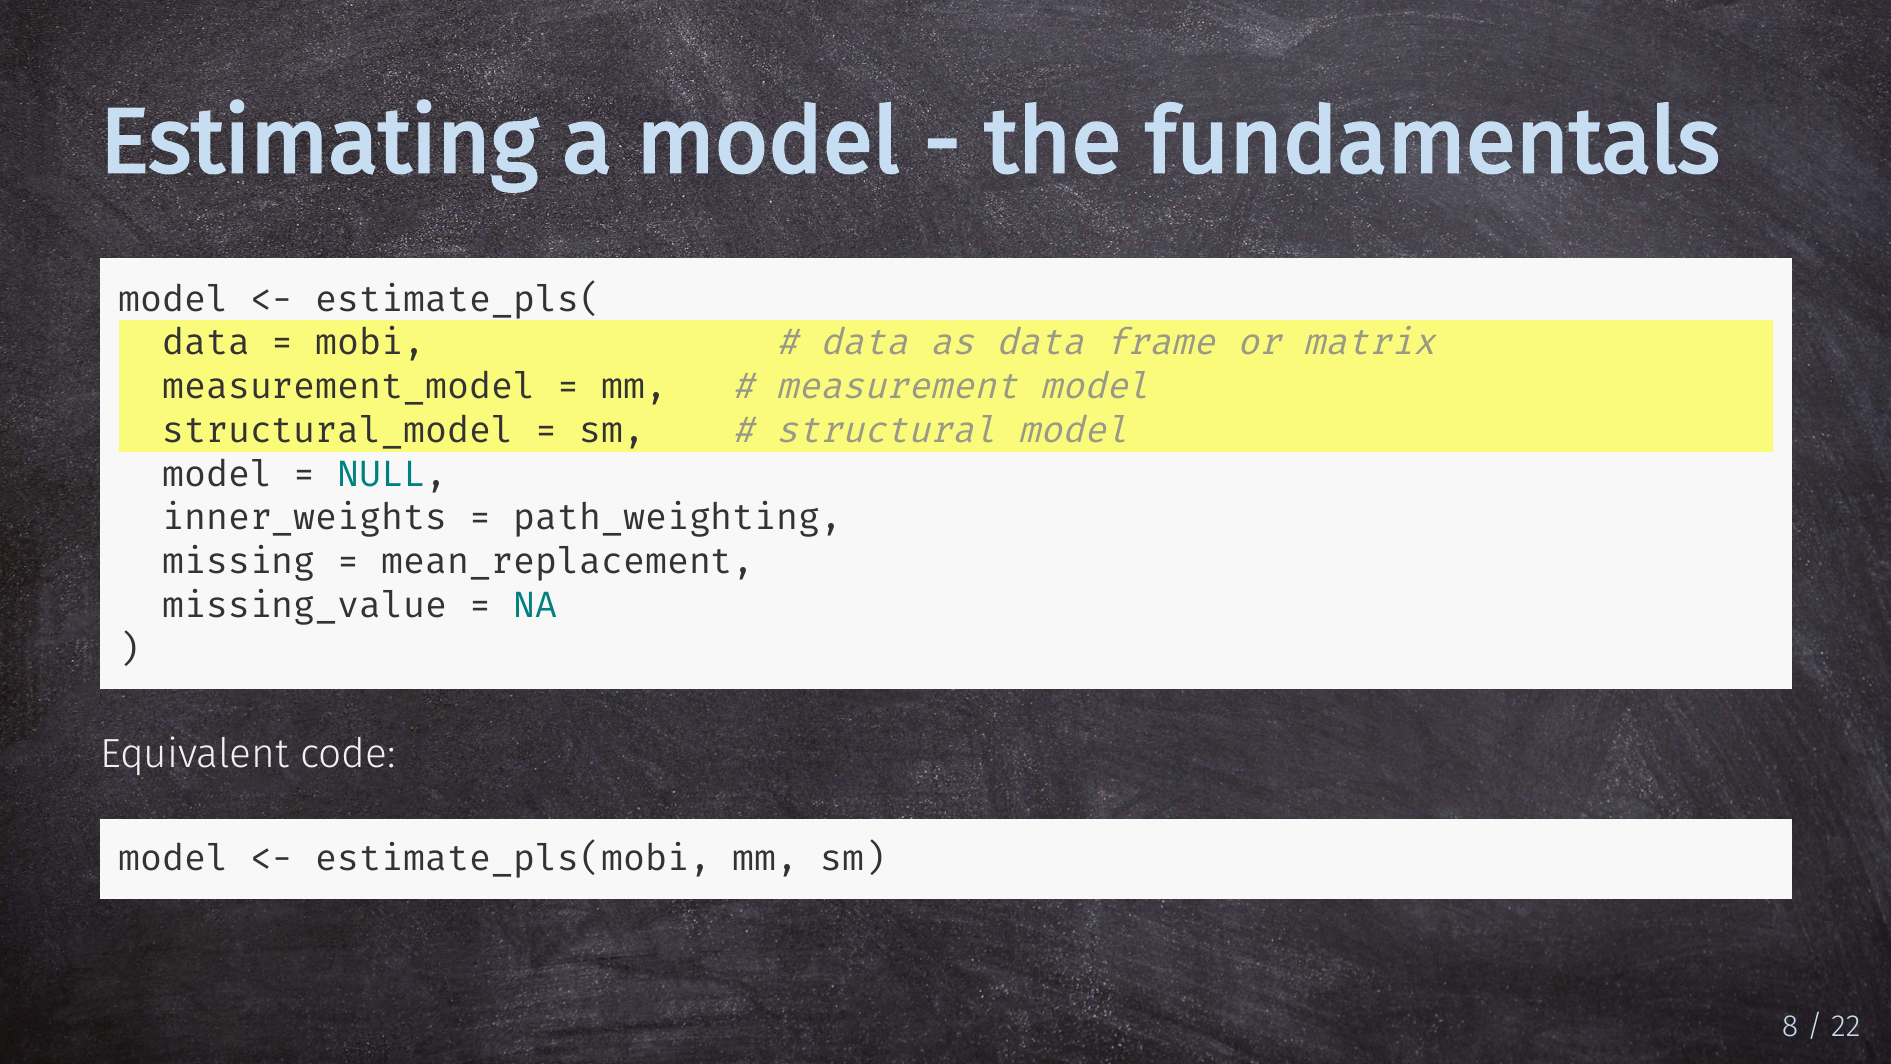 Estimating a model - the fundamentals
model <- estimate_pls(
  data = mobi,                # data as data frame or matrix
  measurement_model = mm,   # measurement model
  structural_model = sm,    # structural model
  model = NULL,
  inner_weights = path_weighting,
  missing = mean_replacement,
  missing_value = NA
)
Equivalent code:
model <- estimate_pls(mobi, mm, sm)
8 / 22